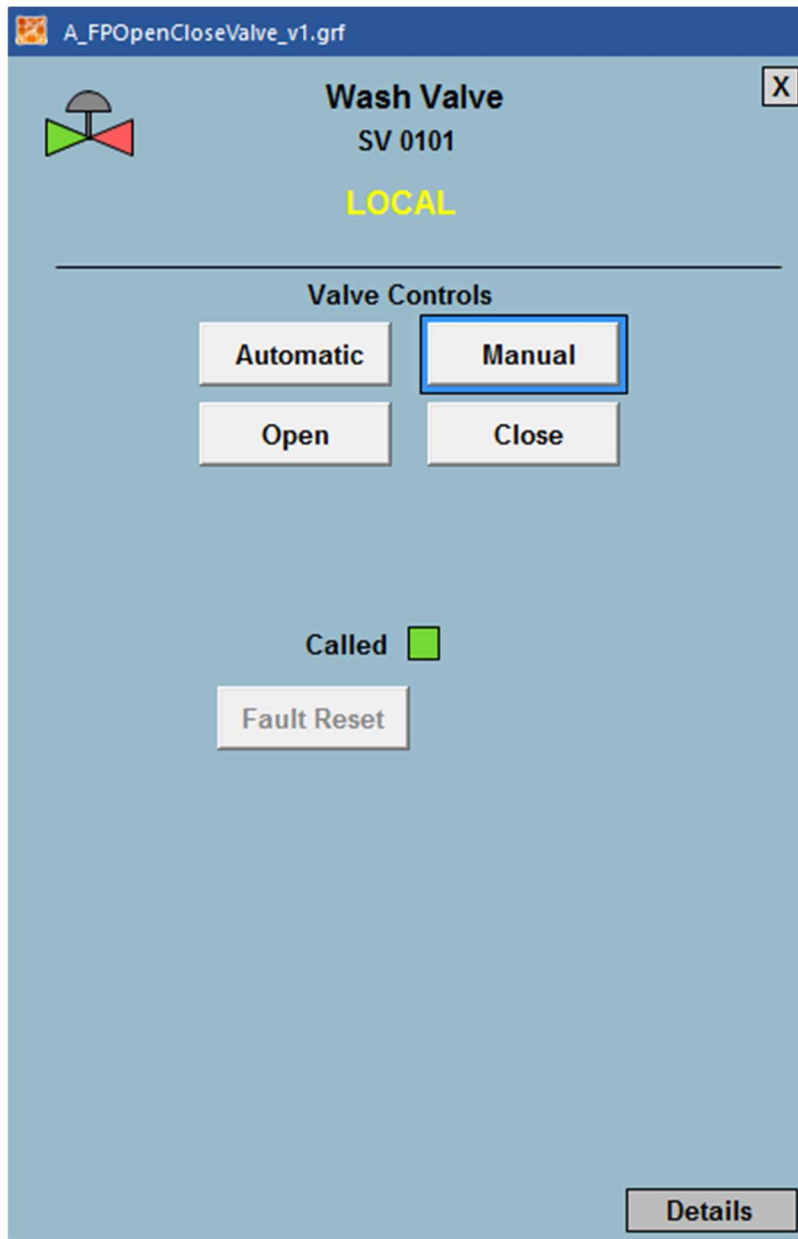 A_FPOpenCloseValve_v1.grf
X
Wash Valve
SV 0101
LOCAL
Valve Controls
Automatic Manual
Open Close
Called
Fault Reset
Details